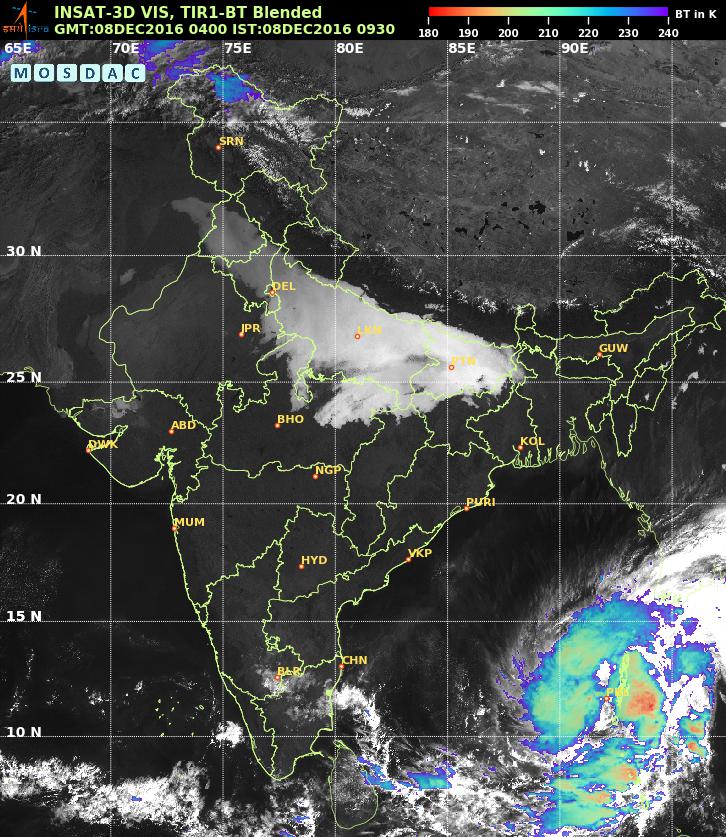 INSAT-3D VIS, TIR1-BT Blended
GMT:08DEC2016 0400 IST:08DEC2016 0930
BT in K
180 190 200 210 220 230 240
65E 70E 75E 80E 85E 90E
MOSDAC
SRN
30 N
DEL
JPR
LKN
PTN
GUW
25 N
ABD
BHO
DWK
KOL
NGP
20 N
PURI
MUM
VKP
HYD
15 N
CHN
BLR
10 N